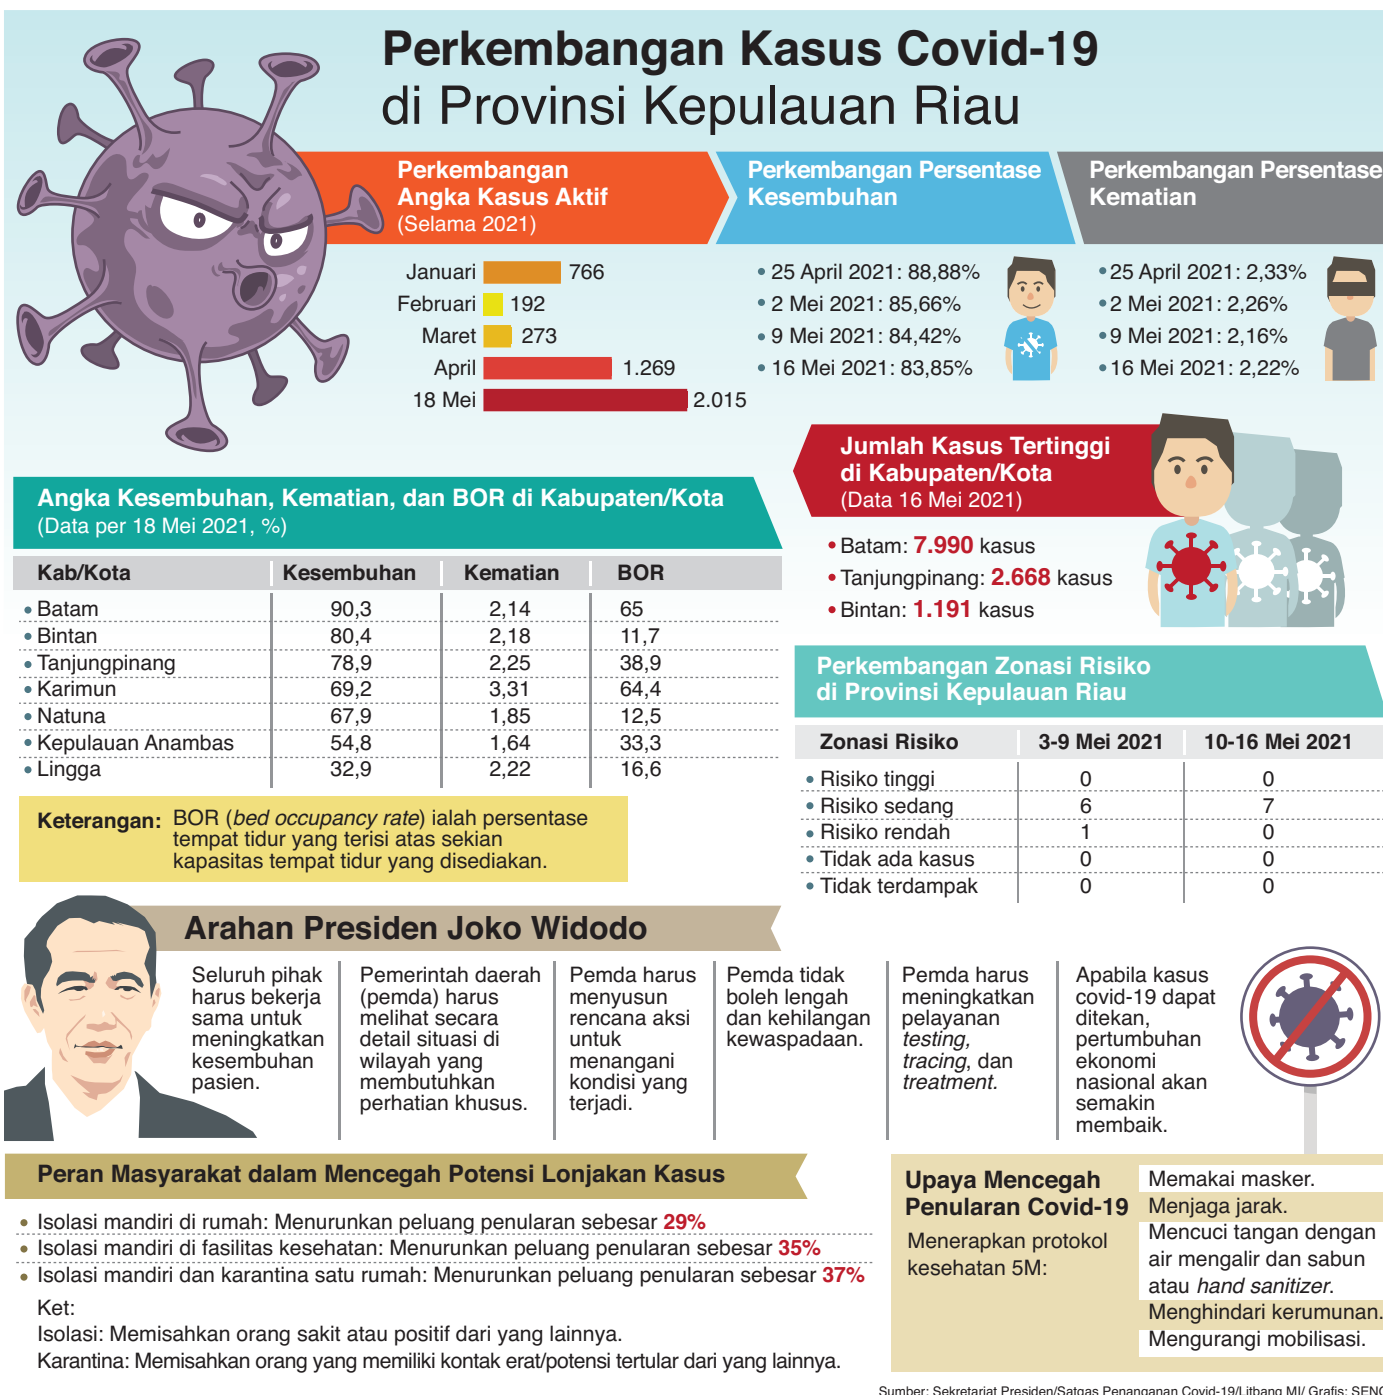 Perkembangan Kasus Covid-19
di Provinsi Kepulauan Riau
Perkembangan
Angka Kasus Aktif
(Selama 2021)
Januari 766
Februari 192
Maret 273
April 1.269
18 Mei 2.015
Perkembangan Persentase
Kesembuhan
• 25 April 2021: 88,88%
• 2 Mei 2021: 85,66%
• 9 Mei 2021: 84,42%
• 16 Mei 2021: 83,85%
Perkembangan Persentase
Kematian
• 25 April 2021: 2,33%
• 2 Mei 2021: 2,26%
• 9 Mei 2021: 2,16%
• 16 Mei 2021: 2,22%
Jumlah Kasus Tertinggi
di Kabupaten/Kota
(Data 16 Mei 2021)
• Batam: 7.990 kasus
• Tanjungpinang: 2.668 kasus
• Bintan: 1.191 kasus
Angka Kesembuhan, Kematian, dan BOR di Kabupaten/Kota
(Data per 18 Mei 2021, %)
Kab/Kota Kesembuhan Kematian BOR
• Batam 90,3 2,14 65
• Bintan 80,4 2,18 11,7
• Tanjungpinang 78,9 2,25 38,9
• Karimun 69,2 3,31 64,4
• Natuna 67,9 1,85 12,5
• Kepulauan Anambas 54,8 1,64 33,3
• Lingga 32,9 2,22 16,6
Keterangan: BOR (bed occupancy rate) ialah persentase
tempat tidur yang terisi atas sekian
kapasitas tempat tidur yang disediakan.
Perkembangan Zonasi Risiko
di Provinsi Kepulauan Riau
Zonasi Risiko 3-9 Mei 2021 10-16 Mei 2021
• Risiko tinggi 0 0
• Risiko sedang 6 7
• Risiko rendah 1 0
• Tidak ada kasus 0 0
• Tidak terdampak 0 0
Arahan Presiden Joko Widodo
Seluruh pihak
harus bekerja
sama untuk
meningkatkan
kesembuhan
pasien.
Pemerintah daerah
(pemda) harus
melihat secara
detail situasi di
wilayah yang
membutuhkan
perhatian khusus.
Pemda harus
menyusun
rencana aksi
untuk
menangani
kondisi yang
terjadi.
Pemda tidak
boleh lengah
dan kehilangan
kewaspadaan.
Pemda harus
meningkatkan
pelayanan
testing,
tracing, dan
treatment.
Apabila kasus
covid-19 dapat
ditekan,
pertumbuhan
ekonomi
nasional akan
semakin
membaik.
Peran Masyarakat dalam Mencegah Potensi Lonjakan Kasus
• Isolasi mandiri di rumah: Menurunkan peluang penularan sebesar 29%
• Isolasi mandiri di fasilitas kesehatan: Menurunkan peluang penularan sebesar 35%
• Isolasi mandiri dan karantina satu rumah: Menurunkan peluang penularan sebesar 37%
Ket:
Isolasi: Memisahkan orang sakit atau positif dari yang lainnya.
Karantina: Memisahkan orang yang memiliki kontak erat/potensi tertular dari yang lainnya.
Upaya Mencegah
Penularan Covid-19
Menerapkan protokol
kesehatan 5M:
Memakai masker.
Menjaga jarak.
Mencuci tangan dengan
air mengalir dan sabun
atau hand sanitizer.
Menghindari kerumunan.
Mengurangi mobilisasi.
Sumber: Sekretariat Presiden/Satgas Penanganan Covid-19/Litbang MI/ Grafis: SENO